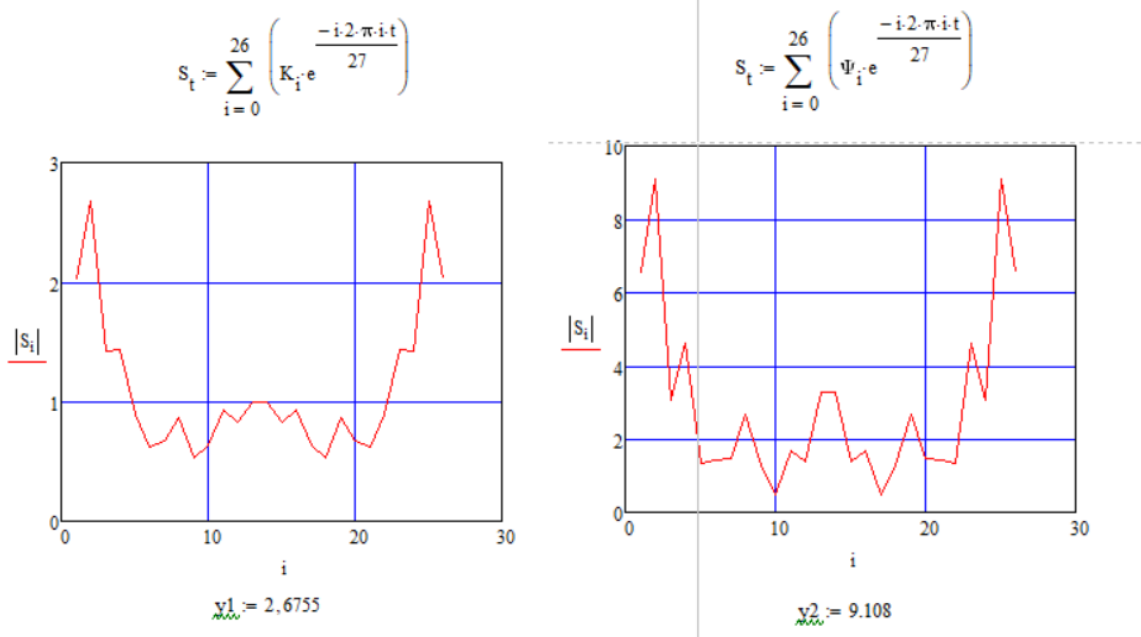 S_t := ∑_{i = 0}^{26} (K_i·e^{\frac{-i·2·π·i·t}{27}})
3
2
1
0
|S_i|
0 10 20 30
i
y1 := 2,6755
S_t := ∑_{i = 0}^{26} (Ψ_i·e^{\frac{-i·2·π·i·t}{27}})
10
8
6
4
2
0
|S_i|
0 10 20 30
i
y2 := 9.108